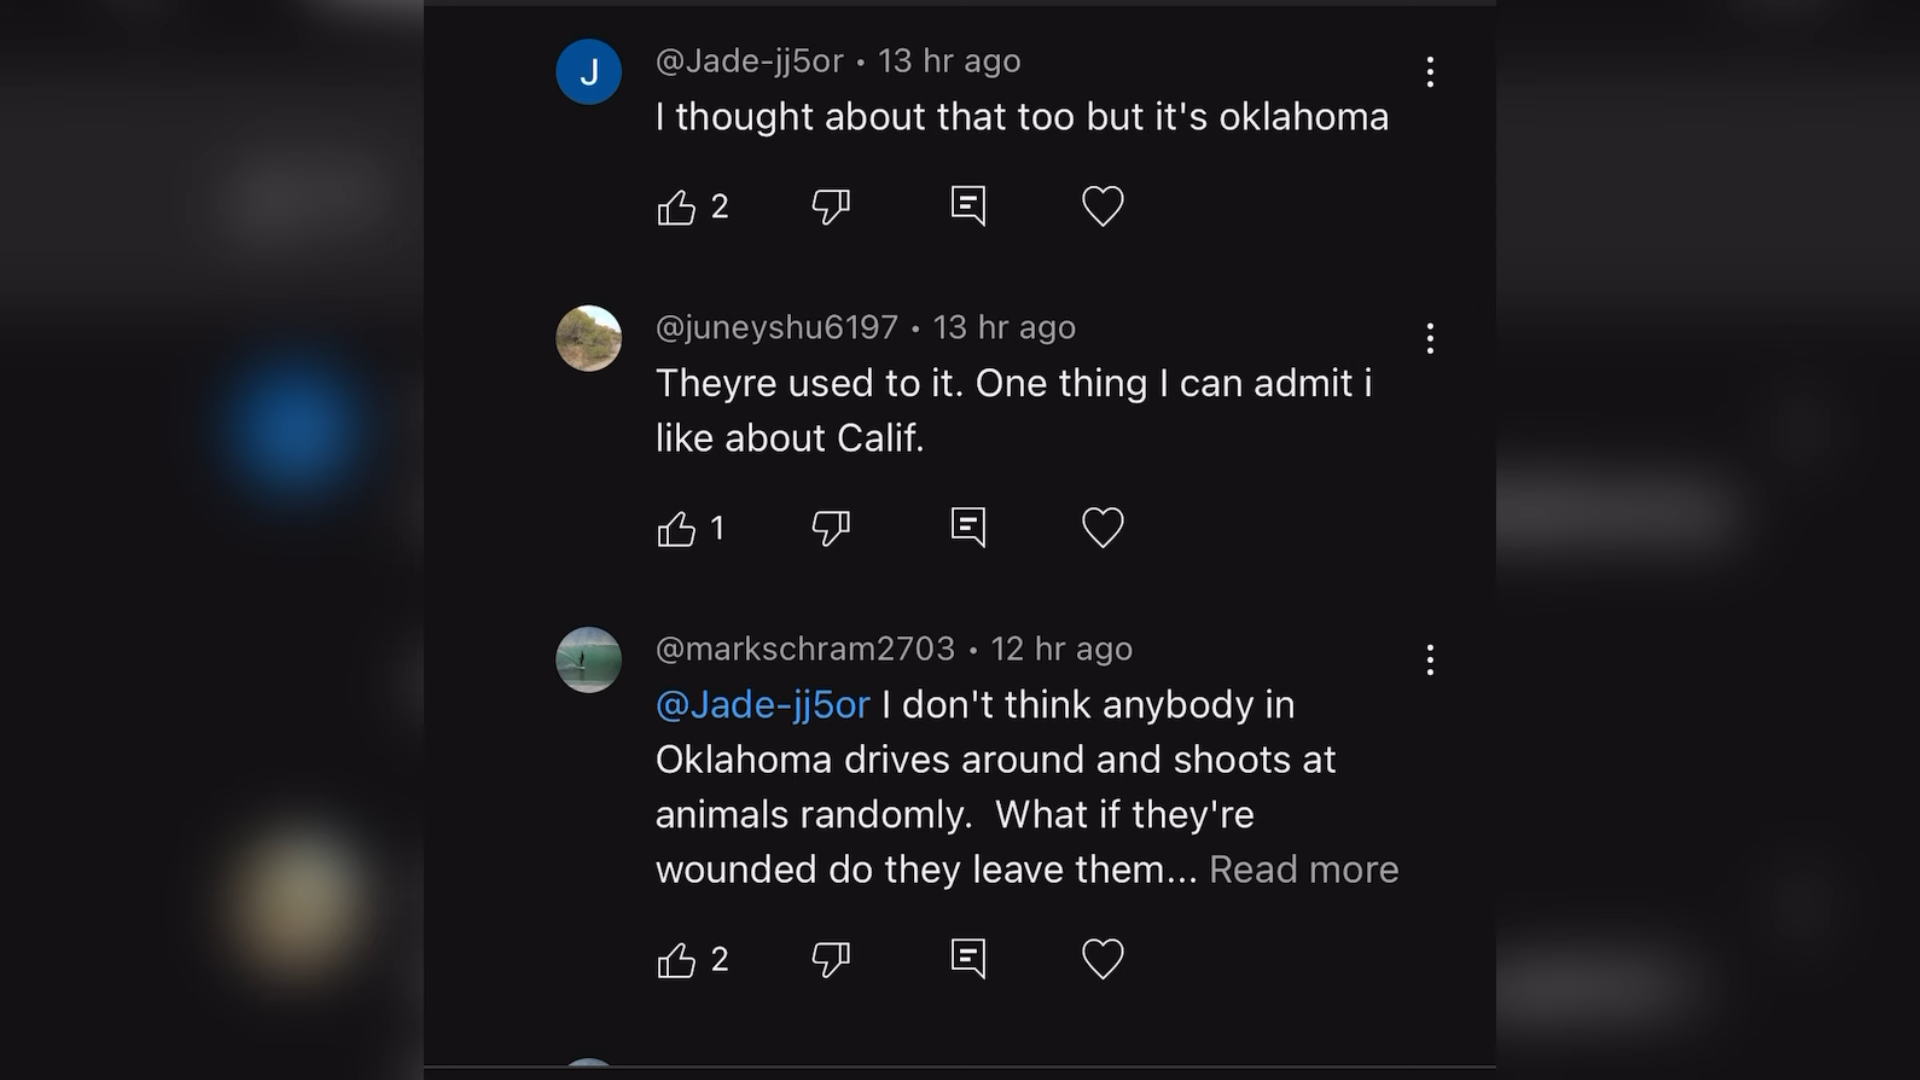 J
@Jade-jj5or • 13 hr ago
I thought about that too but it's oklahoma
2
@juneyshu6197 • 13 hr ago
Theyre used to it. One thing I can admit i
like about Calif.
1
@markschram2703 • 12 hr ago
@Jade-jj5or I don't think anybody in
Oklahoma drives around and shoots at
animals randomly.  What if they're
wounded do they leave them... Read more
2